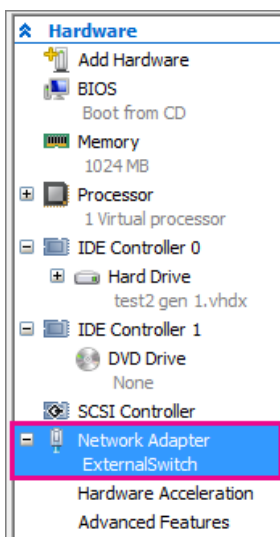 Hardware
Add Hardware
BIOS
Boot from CD
Memory
1024 MB
Processor
1 Virtual processor
IDE Controller 0
Hard Drive
test2 gen 1.vhdx
IDE Controller 1
DVD Drive
None
SCSI Controller
Network Adapter
ExternalSwitch
Hardware Acceleration
Advanced Features